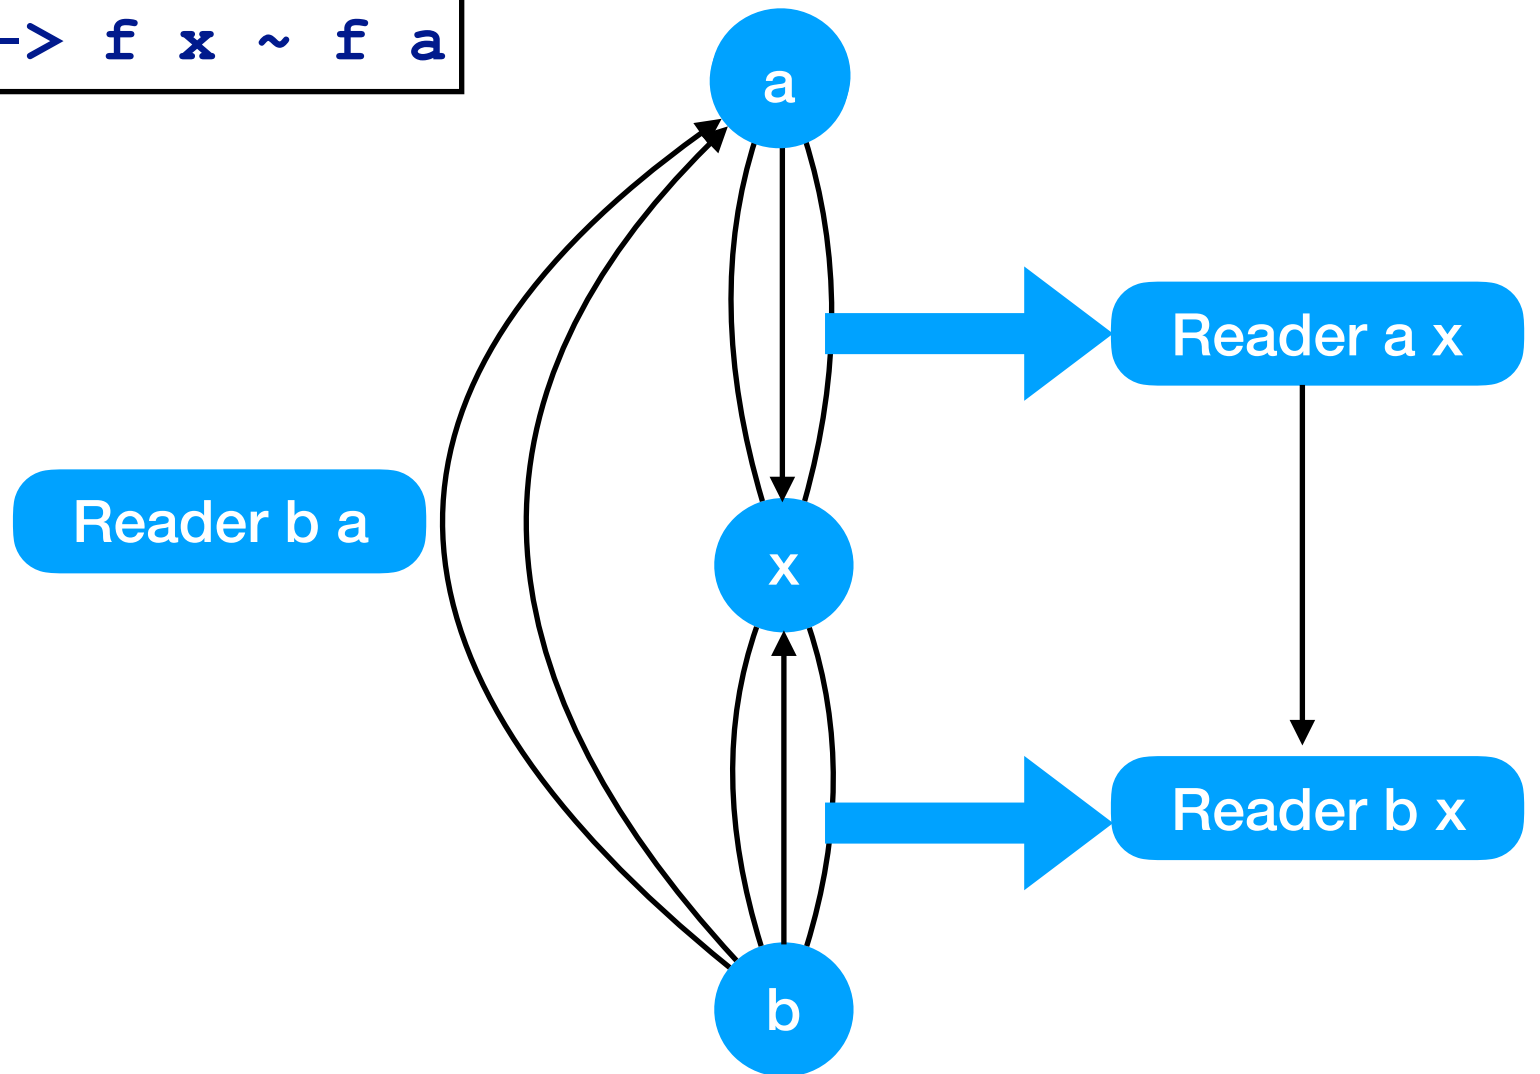 -> f x ~ f a
a
Reader a x
Reader b a
x
Reader b x
b